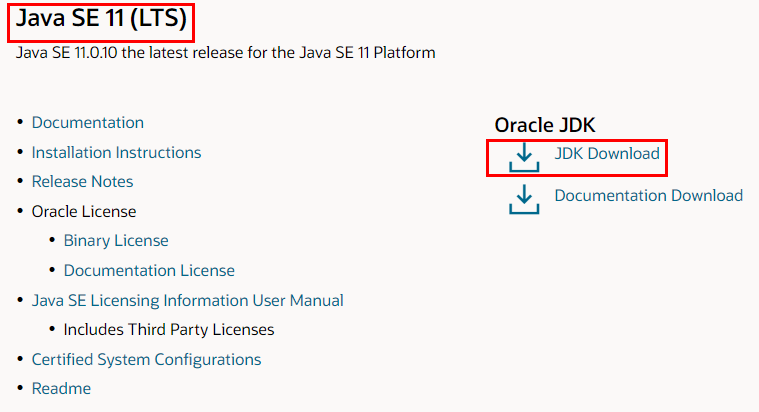 Java SE 11 (LTS)
Java SE 11.0.10 the latest release for the Java SE 11 Platform
Documentation
Installation Instructions
Release Notes
Oracle License
Binary License
Documentation License
Java SE Licensing Information User Manual
Includes Third Party Licenses
Certified System Configurations
Readme
Oracle JDK
JDK Download
Documentation Download